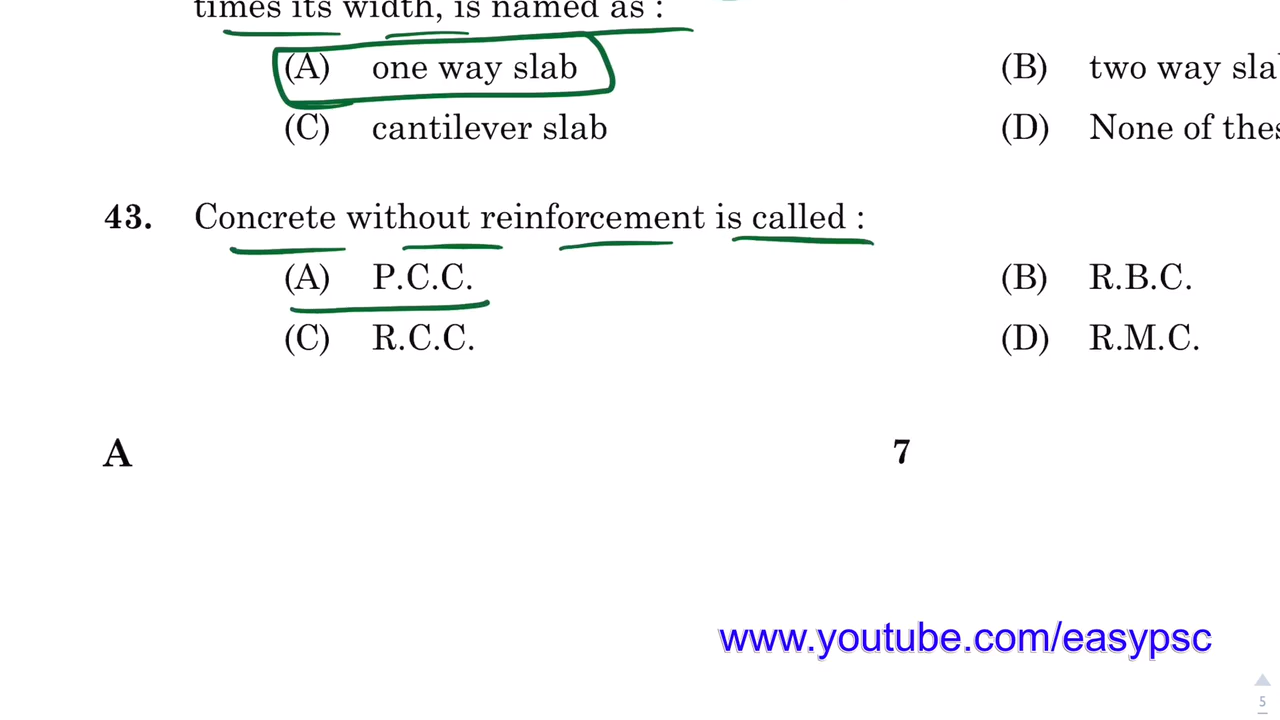 times its width, is named as :
(A) one way slab (B) two way slab
(C) cantilever slab (D) None of thes
43. Concrete without reinforcement is called :
(A) P.C.C. (B) R.B.C.
(C) R.C.C. (D) R.M.C.
A 7
www.youtube.com/easypsc
5